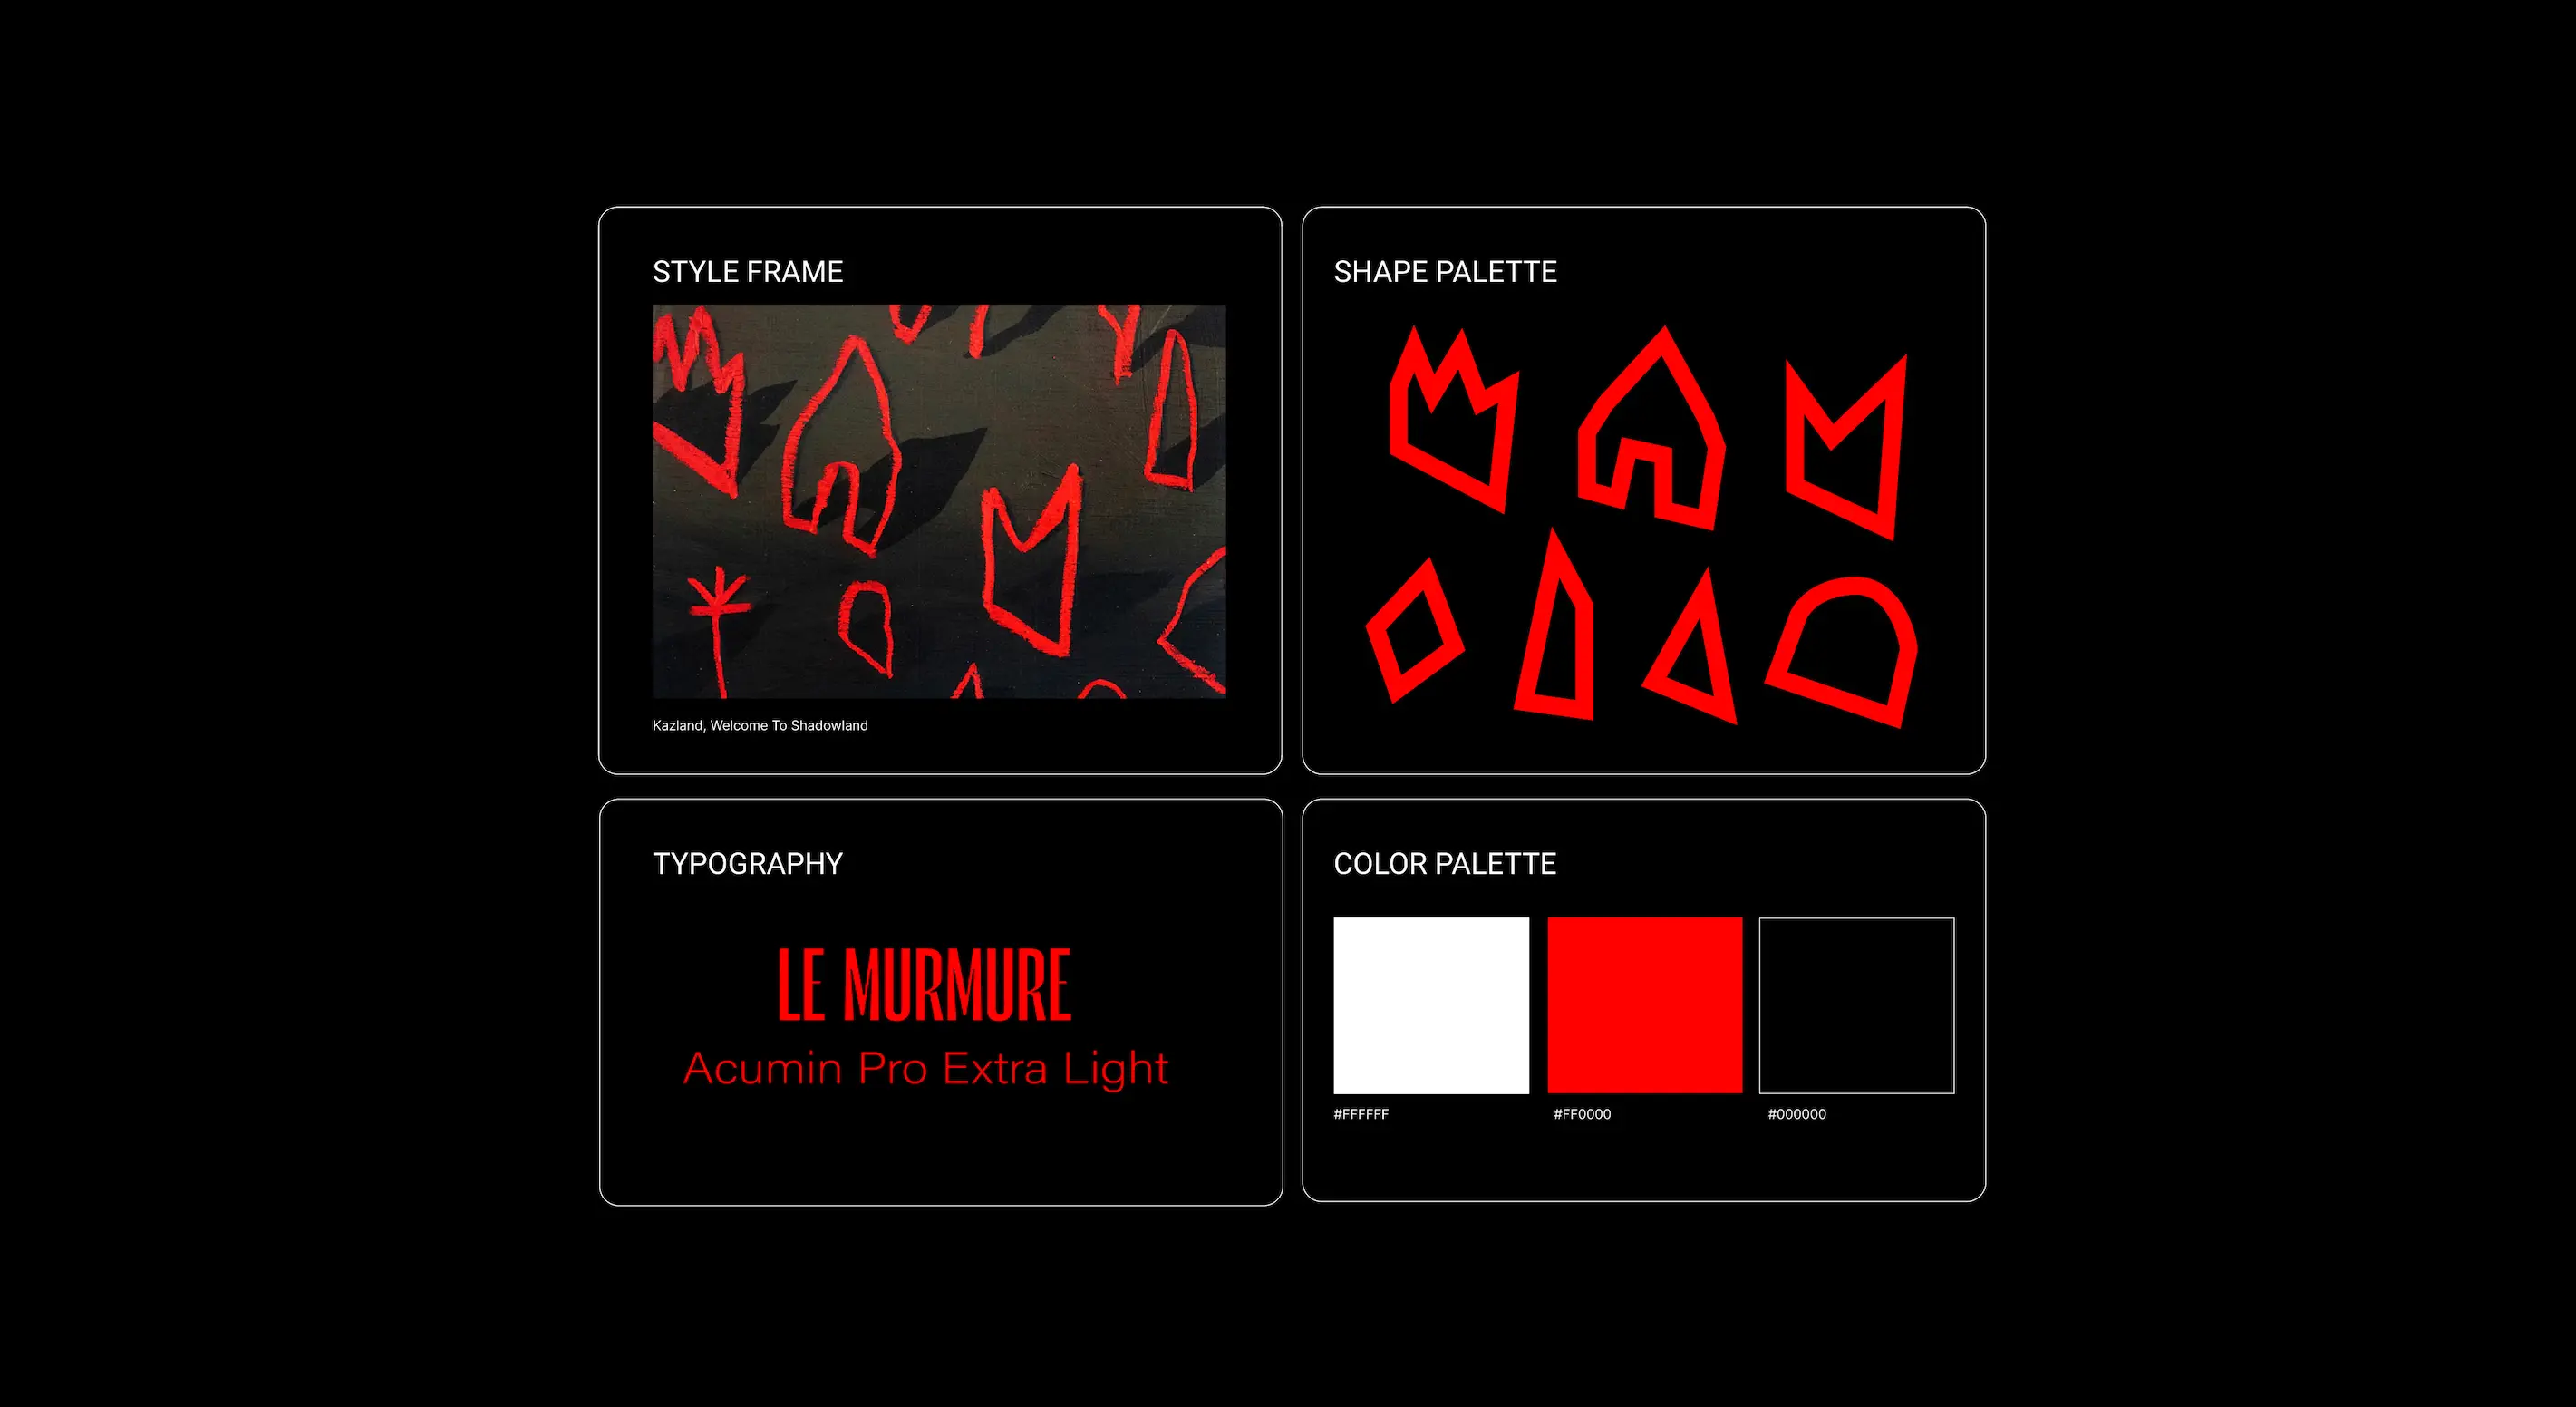 STYLE FRAME
Kazland, Welcome To Shadowland
SHAPE PALETTE
TYPOGRAPHY
LE MURMURE
Acumin Pro Extra Light
COLOR PALETTE
#FFFFFF
#FF0000
#000000